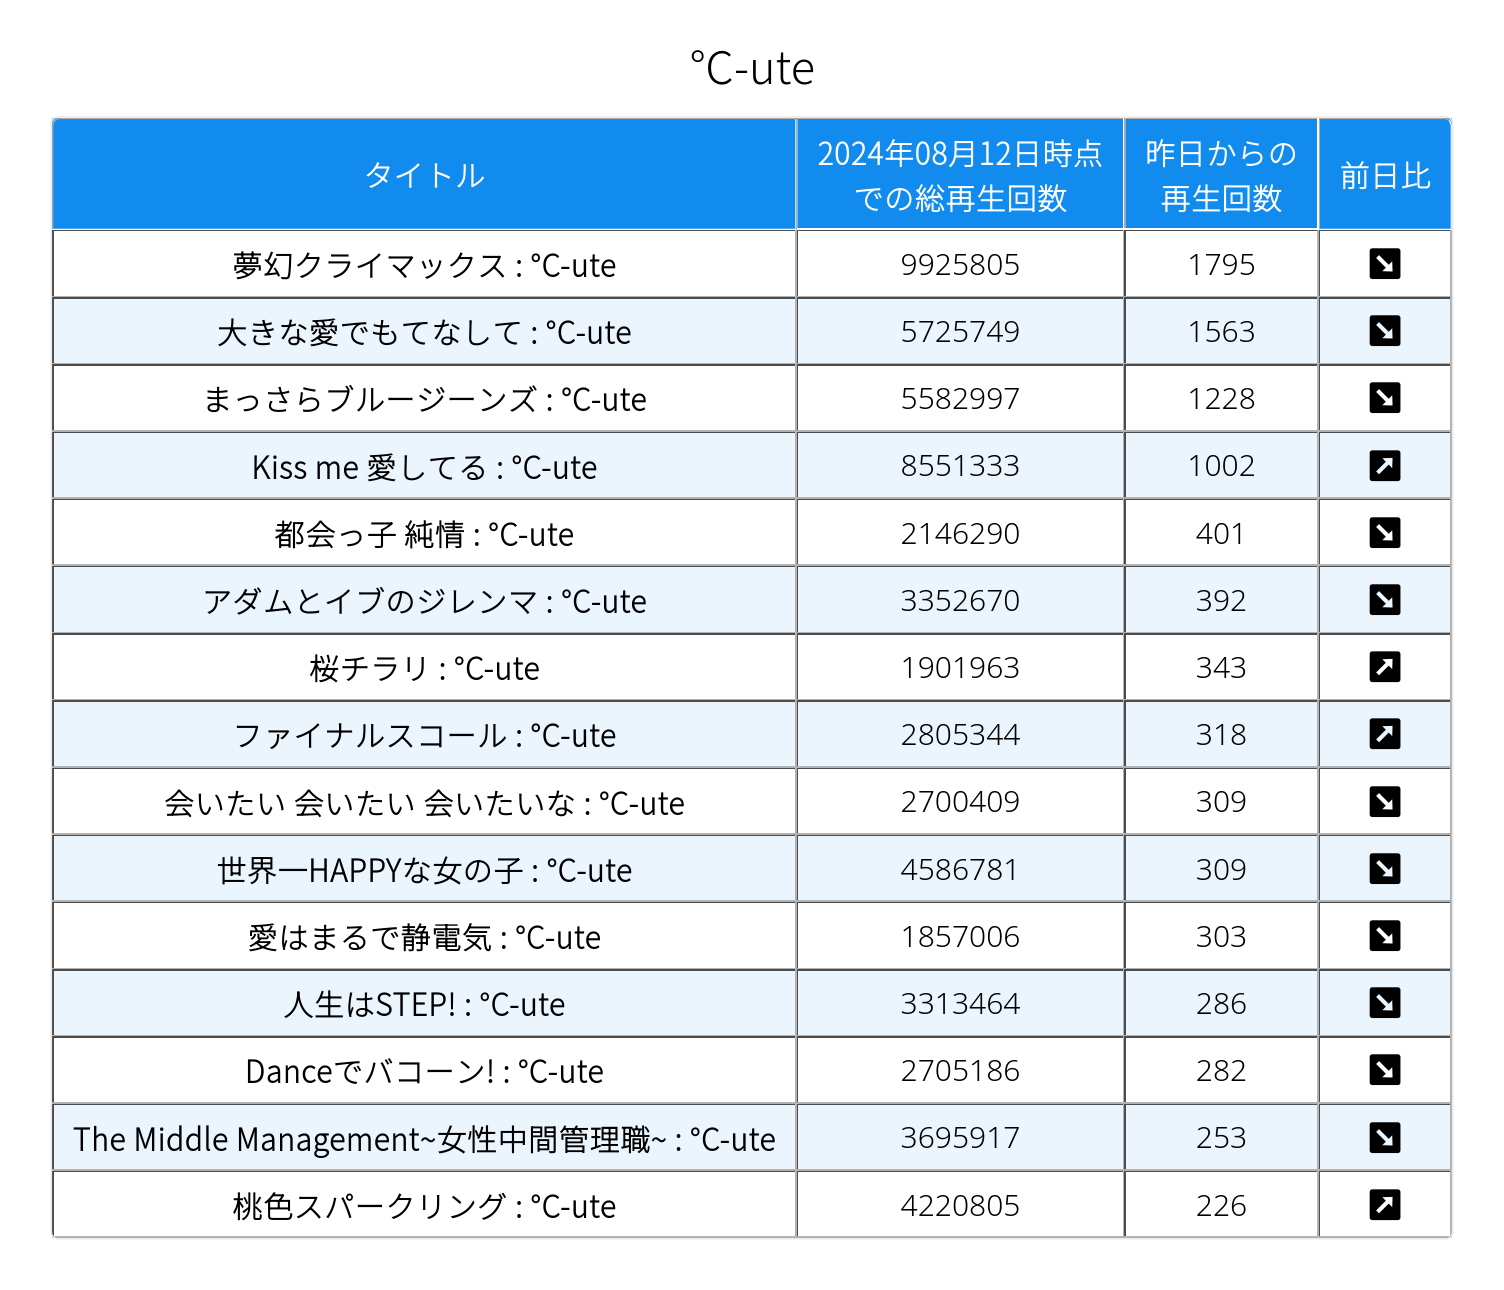 ℃-ute
タイトル 2024年08月12日時点 昨日からの 前日比
での総再生回数 再生回数
夢幻クライマックス : ℃-ute 9925805 1795 ↘
大きな愛でもてなして : ℃-ute 5725749 1563 ↘
まっさらブルージーンズ : ℃-ute 5582997 1228 ↘
Kiss me 愛してる : ℃-ute 8551333 1002 ↗
都会っ子 純情 : ℃-ute 2146290 401 ↘
アダムとイブのジレンマ : ℃-ute 3352670 392 ↘
桜チラリ : ℃-ute 1901963 343 ↗
ファイナルスコール : ℃-ute 2805344 318 ↗
会いたい 会いたい 会いたいな : ℃-ute 2700409 309 ↘
世界一HAPPYな女の子 : ℃-ute 4586781 309 ↘
愛はまるで静電気 : ℃-ute 1857006 303 ↘
人生はSTEP! : ℃-ute 3313464 286 ↘
Danceでバコーン! : ℃-ute 2705186 282 ↘
The Middle Management~女性中間管理職~ : ℃-ute 3695917 253 ↘
桃色スパークリング : ℃-ute 4220805 226 ↗